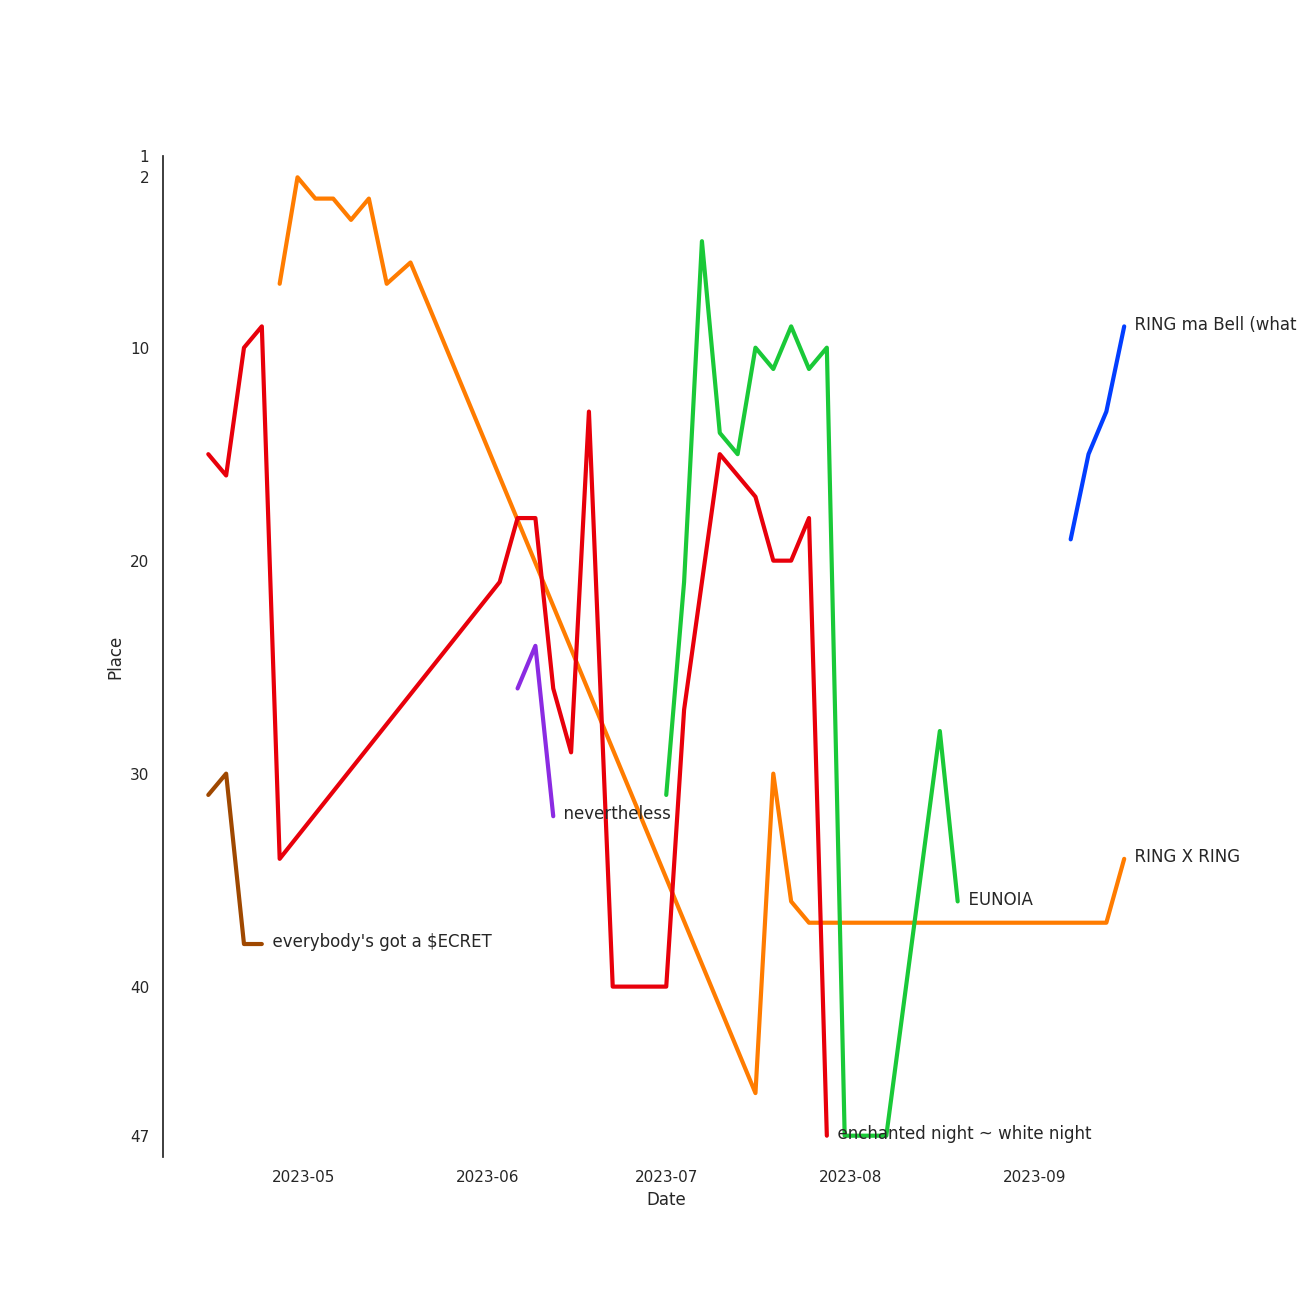 1
2
10
20
30
40
47
Place
RING ma Bell (what
nevertheless
RING X RING
EUNOIA
everybody's got a $ECRET
enchanted night ~ white night
2023-05 2023-06 2023-07 2023-08 2023-09
Date